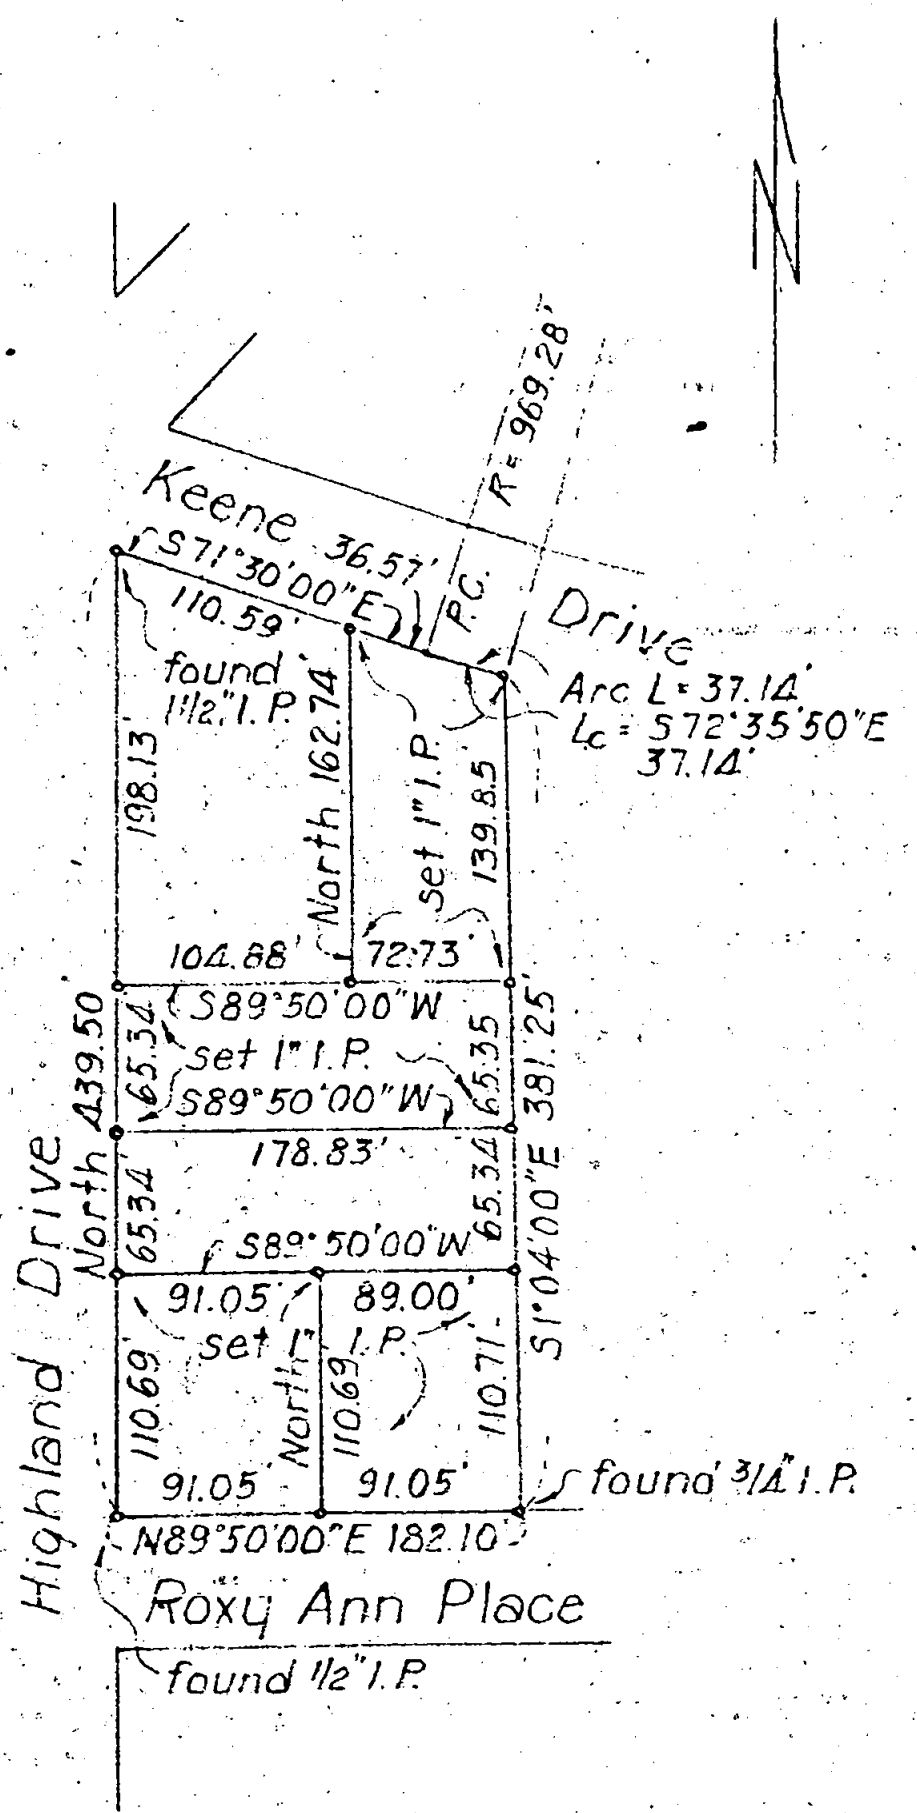 N
R = 969.28'
Keene Drive
36.57'
S71°30'00"E
P.C.
110.59'
found
1 1/2" I.P.
Arc L = 37.14'
Lc = S72°35'50"E
37.14'
198.13'
North 162.74
set 1" I.P.
139.85'
104.88'
72.73'
S89°50'00"W
65.34
set 1" I.P.
65.35
S89°50'00"W
178.83'
North 439.50
S1°04'00"E 381.25'
65.34'
65.34
S89°50'00"W
91.05'
89.00'
set 1" I.P.
110.69'
North 110.69
110.71
Highland Drive
91.05'
91.05'
found 3/4" I.P.
N89°50'00"E 182.10'
Roxy Ann Place
found 1/2" I.P.